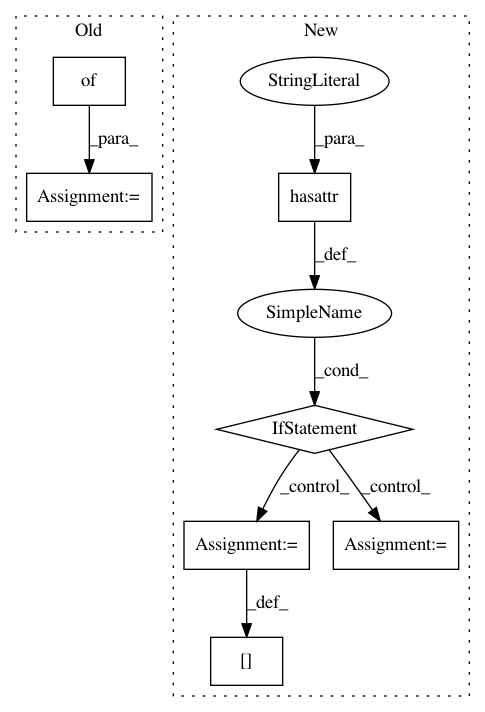 Old
New
of
StringLiteral
_para_
_para_
Assignment:=
hasattr
_def_
SimpleName
_cond_
IfStatement
_control_
_control_
Assignment:=
Assignment:=
_def_
[]